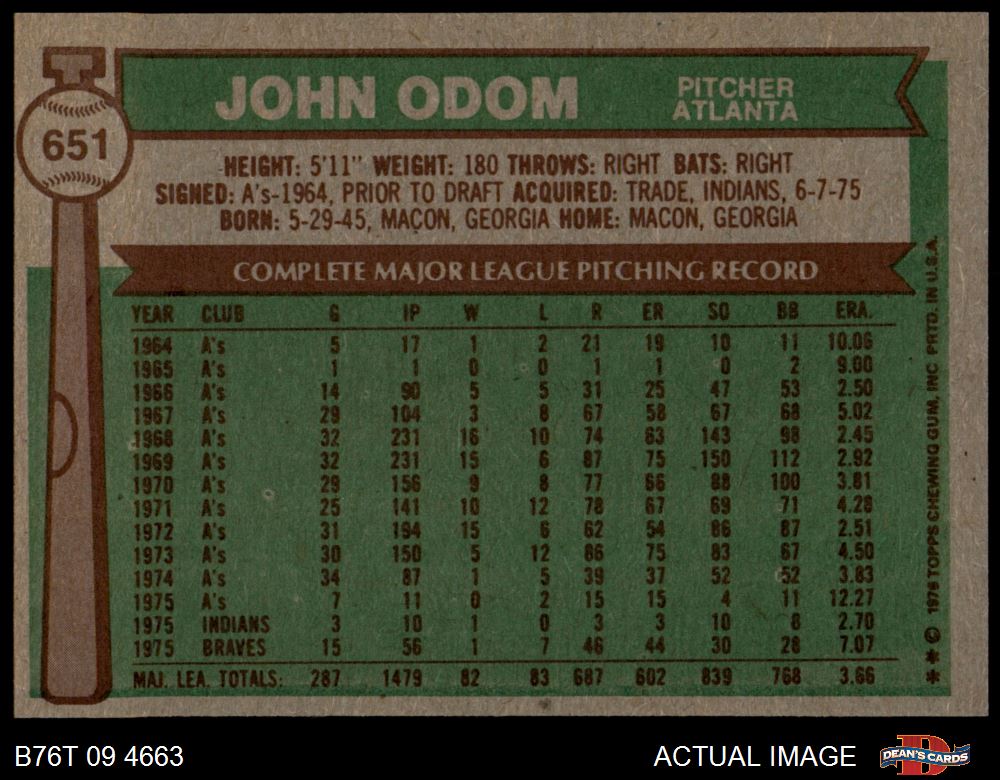 651
JOHN ODOM
PITCHER
ATLANTA
HEIGHT: 5'11" WEIGHT: 180 THROWS: RIGHT BATS: RIGHT
SIGNED: A's-1964, PRIOR TO DRAFT ACQUIRED: TRADE, INDIANS, 6-7-75
BORN: 5-29-45, MACON, GEORGIA HOME: MACON, GEORGIA
COMPLETE MAJOR LEAGUE PITCHING RECORD
YEAR CLUB G IP W L R ER SO BB ERA.
1964 A's 5 17 1 2 21 19 10 11 10.06
1965 A's 1 1 0 0 1 1 0 2 9.00
1966 A's 14 90 5 5 31 25 47 53 2.50
1967 A's 29 104 3 8 67 58 67 68 5.02
1968 A's 32 231 16 10 74 63 143 98 2.45
1969 A's 32 231 15 6 87 75 150 112 2.92
1970 A's 29 156 9 8 77 66 88 100 3.81
1971 A's 25 141 10 12 78 67 69 71 4.28
1972 A's 31 194 15 6 62 54 86 87 2.51
1973 A's 30 150 5 12 86 75 83 67 4.50
1974 A's 34 87 1 5 39 37 52 52 3.83
1975 A's 7 11 0 2 15 15 4 11 12.27
1975 INDIANS 3 10 1 0 3 3 10 8 2.70
1975 BRAVES 15 56 1 7 46 44 30 28 7.07
MAJ. LEA. TOTALS: 287 1479 82 83 687 602 839 768 3.66
** © 1976 TOPPS CHEWING GUM, INC PRTD. IN U.S.A.
B76T 09 4663
ACTUAL IMAGE
DEAN'S CARDS